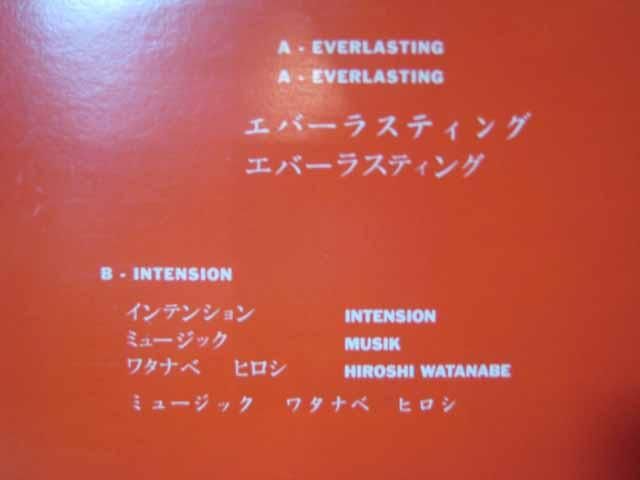 A - EVERLASTING
A - EVERLASTING
エバーラスティング
エバーラスティング
B - INTENSION
インテンション INTENSION
ミュージック MUSIK
ワタナベ ヒロシ HIROSHI WATANABE
ミュージック ワタナベ ヒロシ